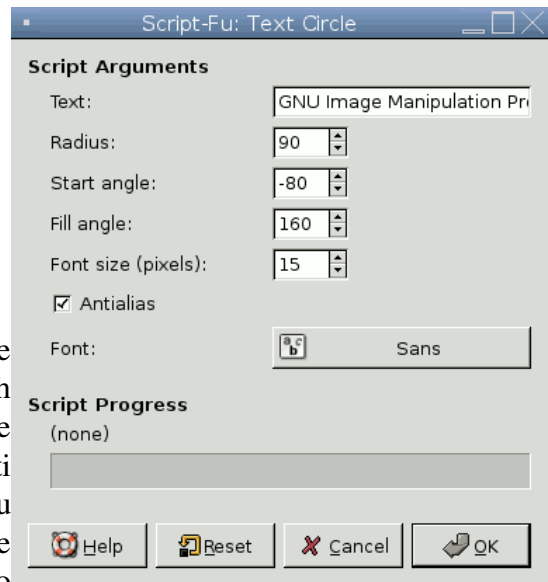 Script-Fu: Text Circle
Script Arguments
Text: GNU Image Manipulation Pr
Radius: 90
Start angle: -80
Fill angle: 160
Font size (pixels): 15
Antialias
Font: Sans
Script Progress
(none)
Help Reset Cancel OK